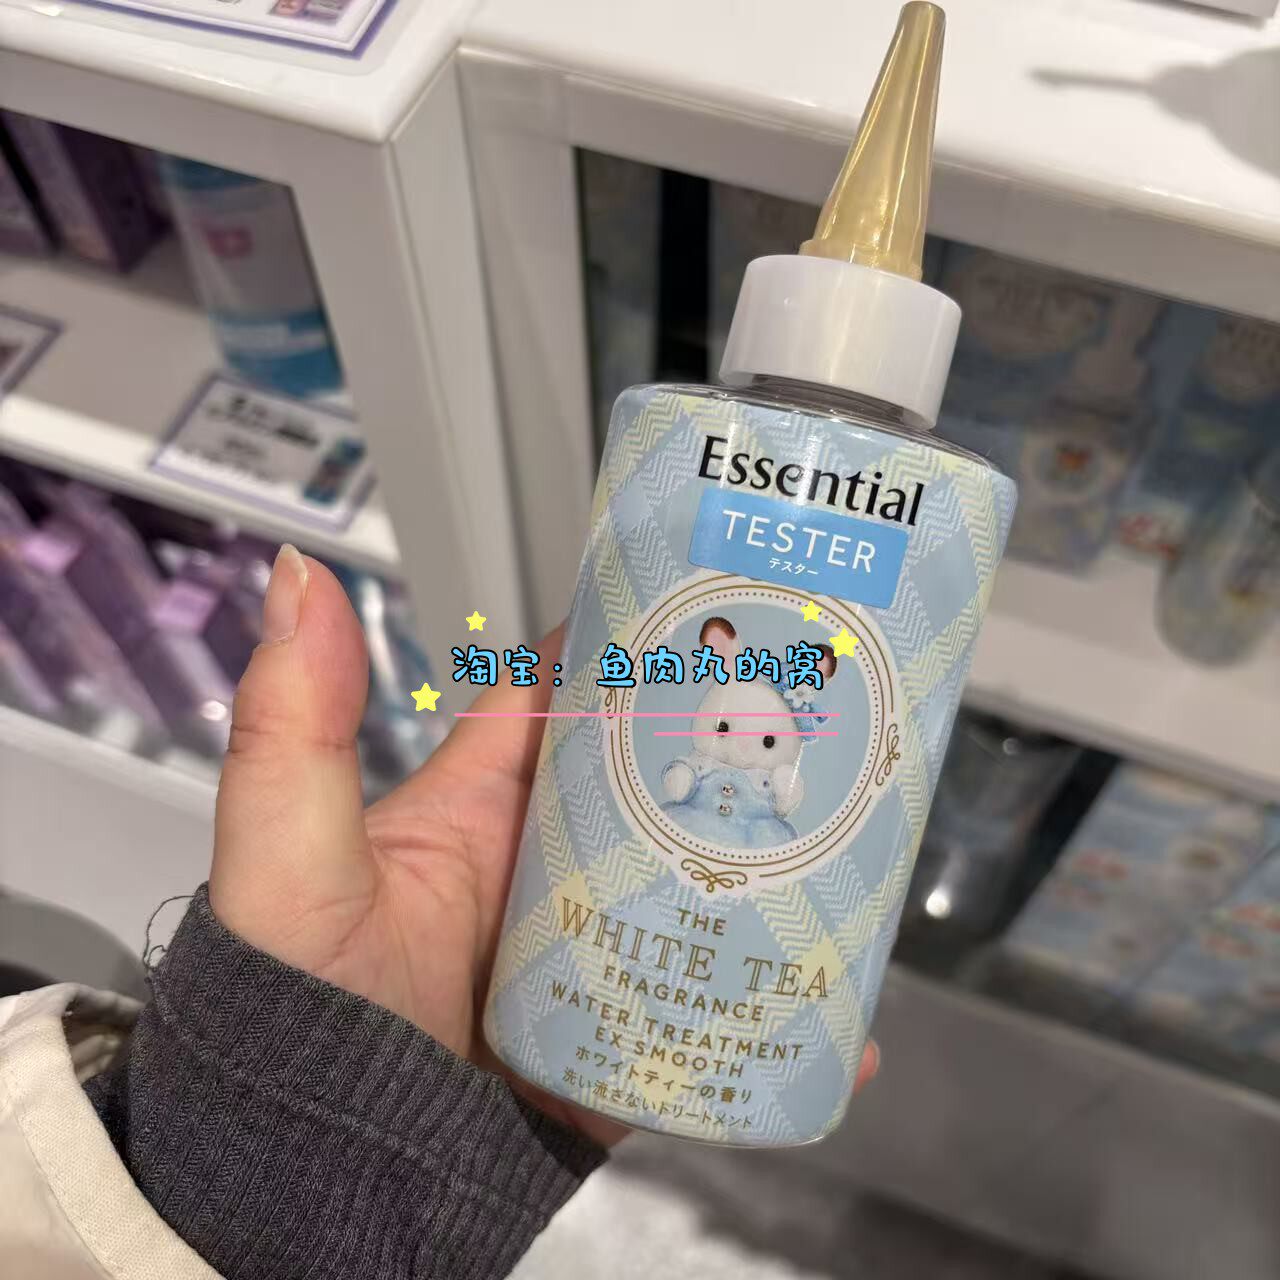 Essential
TESTER
テスター
淘宝：鱼肉丸的窝
THE
WHITE TEA
FRAGRANCE
WATER TREATMENT
EX SMOOTH
ホワイトティーの香り
洗い流さないトリートメント